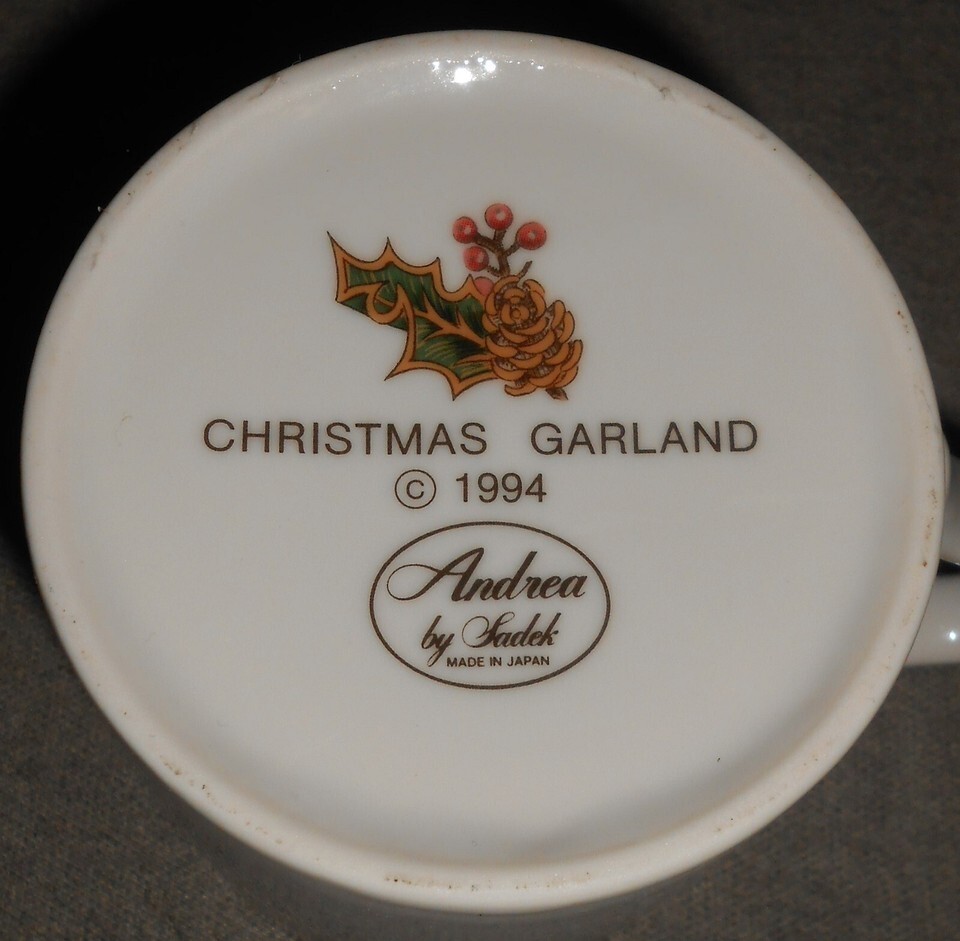 CHRISTMAS GARLAND
© 1994
Andrea
by Sadek
MADE IN JAPAN